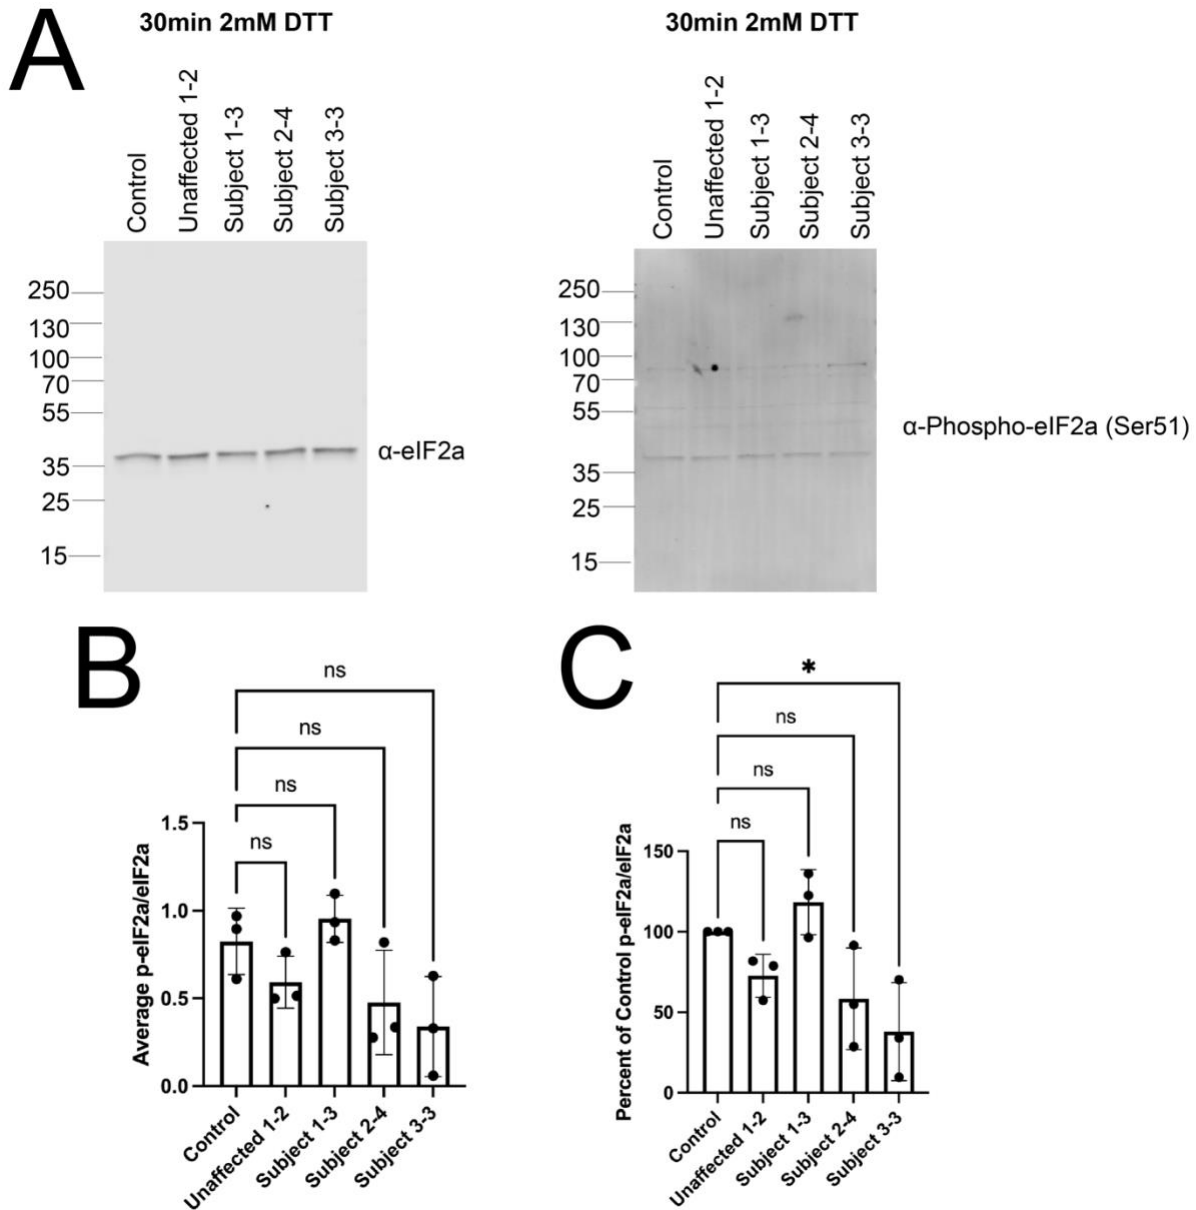 A
30min 2mM DTT
Control
Unaffected 1-2
Subject 1-3
Subject 2-4
Subject 3-3
250
130
100
70
55
35
25
15
α-eIF2a
30min 2mM DTT
Control
Unaffected 1-2
Subject 1-3
Subject 2-4
Subject 3-3
250
130
100
70
55
35
25
15
α-Phospho-eIF2a (Ser51)
B
ns
ns
ns
ns
Average p-eIF2a/eIF2a
1.5
1.0
0.5
0.0
Control
Unaffected 1-2
Subject 1-3
Subject 2-4
Subject 3-3
C
*
ns
ns
ns
Percent of Control p-eIF2a/eIF2a
150
100
50
0
Control
Unaffected 1-2
Subject 1-3
Subject 2-4
Subject 3-3